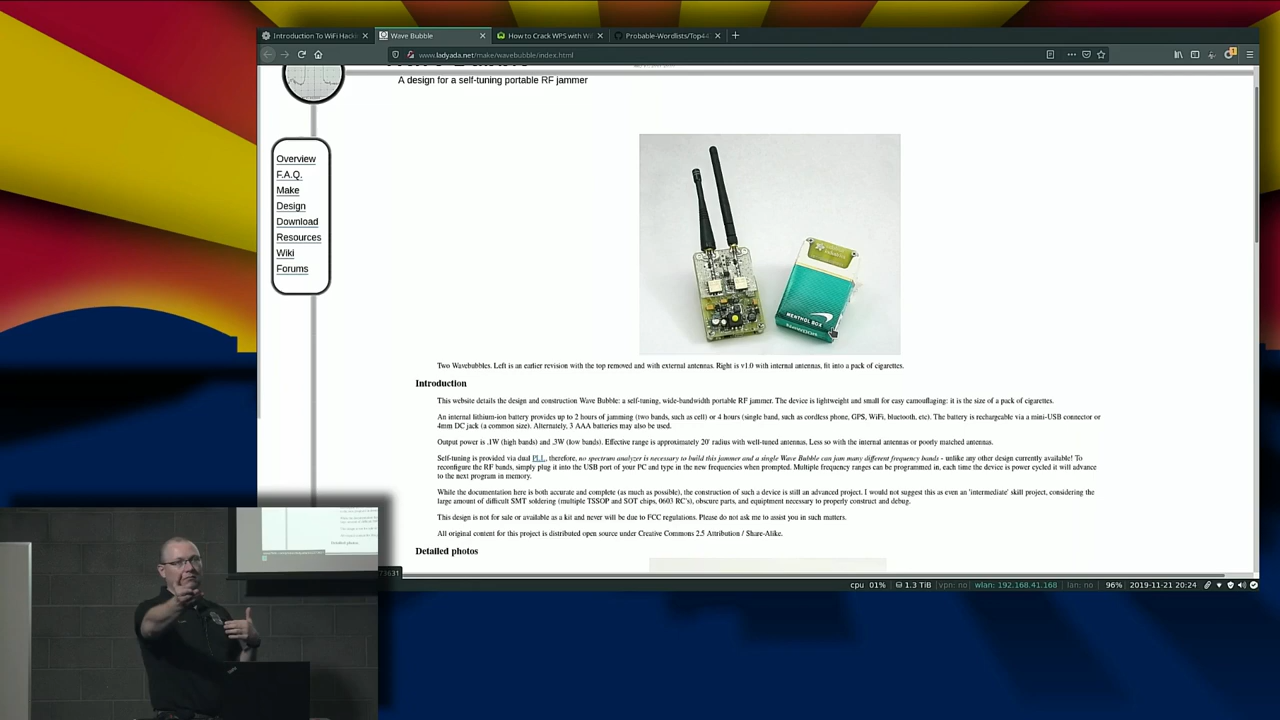 Introduction To WiFi Hack
Wave Bubble
How to Crack WPS with Wi
Probable-Wordlists/Top44
www.ladyada.net/make/wavebubble/index.html
A design for a self-tuning portable RF jammer
Overview
F.A.Q.
Make
Design
Download
Resources
Wiki
Forums
MENTHOL BOX
Two Wavebubbles. Left is an earlier revision with the top removed and with external antennas. Right is v1.0 with internal antennas, fit into a pack of cigarettes.
Introduction
This website details the design and construction Wave Bubble: a self-tuning, wide-bandwidth portable RF jammer. The device is lightweight and small for easy camouflaging: it is the size of a pack of cigarettes.
An internal lithium-ion battery provides up to 2 hours of jamming (two bands, such as cell) or 4 hours (single band, such as cordless phone, GPS, WiFi, bluetooth, etc). The battery is rechargeable via a mini-USB connector or
4mm DC jack (a common size). Alternately, 3 AAA batteries may also be used.
Output power is .1W (high bands) and .3W (low bands). Effective range is approximately 20' radius with well-tuned antennas. Less so with the internal antennas or poorly matched antennas.
Self-tuning is provided via dual PLL, therefore, no spectrum analyzer is necessary to build this jammer and a single Wave Bubble can jam many different frequency bands - unlike any other design currently available! To
reconfigure the RF bands, simply plug it into the USB port of your PC and type in the new frequencies when prompted. Multiple frequency ranges can be programmed in, each time the device is power cycled it will advance
to the next program in memory.
While the documentation here is both accurate and complete (as much as possible), the construction of such a device is still an advanced project. I would not suggest this as even an 'intermediate' skill project, considering the
large amount of difficult SMT soldering (multiple TSSOP and SOT chips, 0603 RC's), obscure parts, and equiptment necessary to properly construct and debug.
This design is not for sale or available as a kit and never will be due to FCC regulations. Please do not ask me to assist you in such matters.
All original content for this project is distributed open source under Creative Commons 2.5 Attribution / Share-Alike.
Detailed photos
73631
cpu 01% 1.3 TiB vpn: no wlan: 192.168.41.168 lan: no 96% 2019-11-21 20:24